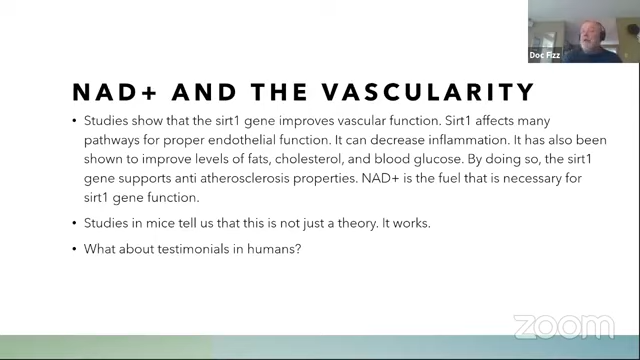 Doc Fizz
NAD+ AND THE VASCULARITY
• Studies show that the sirt1 gene improves vascular function. Sirt1 affects many
pathways for proper endothelial function. It can decrease inflammation. It has also been
shown to improve levels of fats, cholesterol, and blood glucose. By doing so, the sirt1
gene supports anti atherosclerosis properties. NAD+ is the fuel that is necessary for
sirt1 gene function.
• Studies in mice tell us that this is not just a theory. It works.
• What about testimonials in humans?
zoom